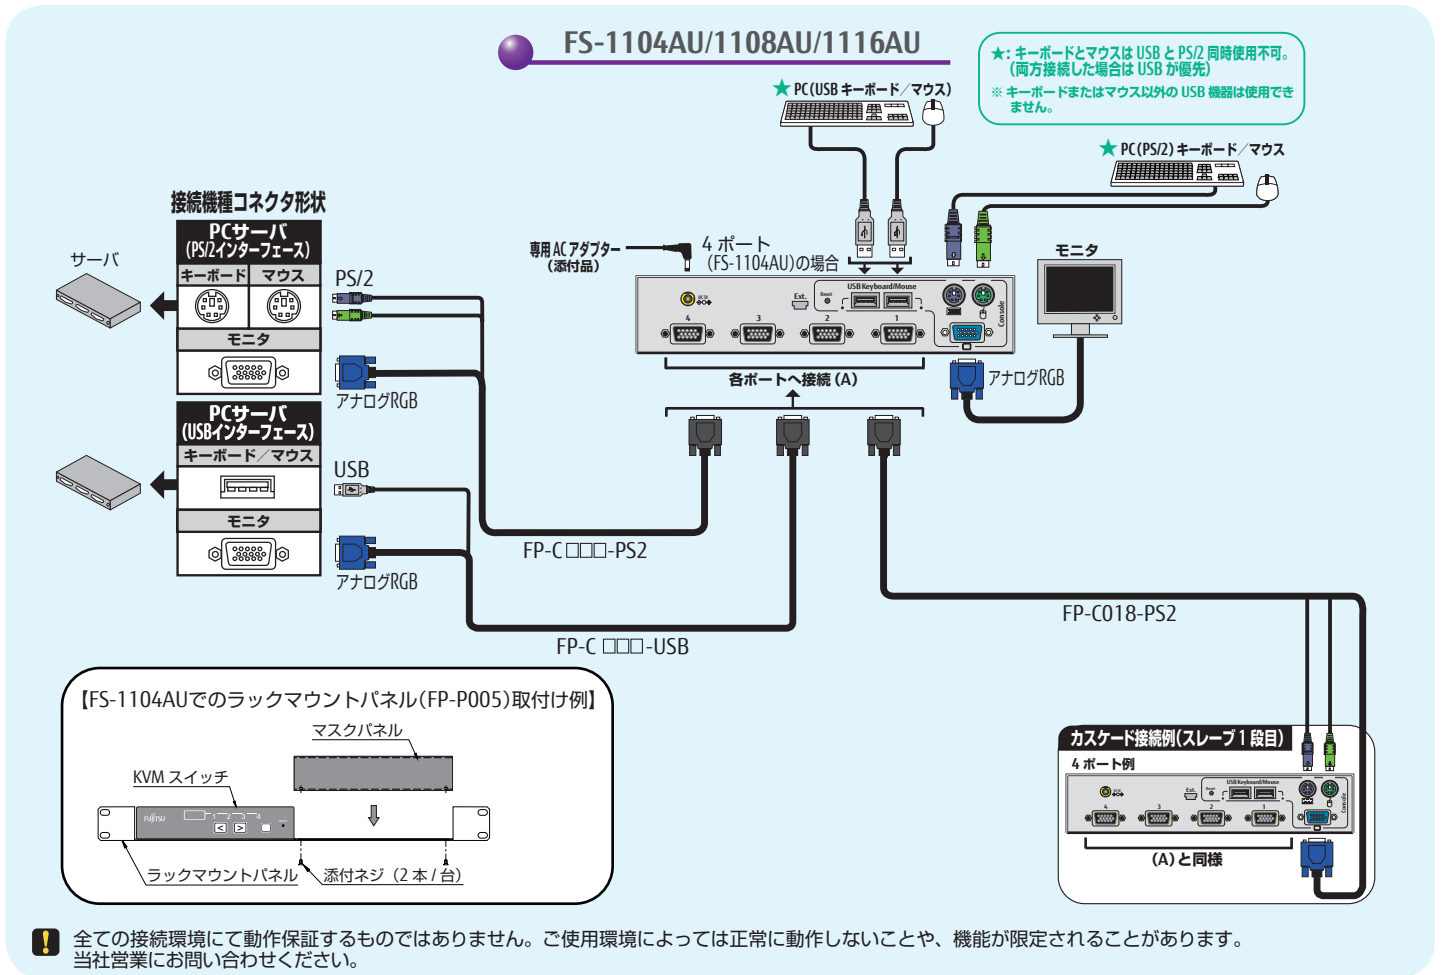 FS-1104AU/1108AU/1116AU
★：キーボードとマウスは USB と PS/2 同時使用不可。
（両方接続した場合は USB が優先）
※ キーボードまたはマウス以外の USB 機器は使用でき
ません。
★ PC（USB キーボード／マウス）
★ PC（PS/2）キーボード／マウス
接続機種コネクタ形状
PCサーバ
（PS/2インターフェース）
キーボード マウス
モニタ
サーバ
PS/2
アナログRGB
PCサーバ
（USBインターフェース）
キーボード／マウス
モニタ
USB
アナログRGB
専用 AC アダプター
（添付品）
4 ポート
（FS-1104AU）の場合
モニタ
USB Keyboard/Mouse
Ext.
Reset
Console
4 3 2 1
各ポートへ接続（A）
アナログRGB
FP-C □□□-PS2
FP-C □□□-USB
FP-C018-PS2
【FS-1104AUでのラックマウントパネル（FP-P005）取付け例】
マスクパネル
KVM スイッチ
FUJITSU
1 2 3 4
< >
ラックマウントパネル
添付ネジ（2 本 / 台）
カスケード接続例（スレーブ 1 段目）
4 ポート例
USB Keyboard/Mouse
Ext.
Reset
Console
4 3 2 1
（A）と同様
全ての接続環境にて動作保証するものではありません。ご使用環境によっては正常に動作しないことや、機能が限定されることがあります。
当社営業にお問い合わせください。